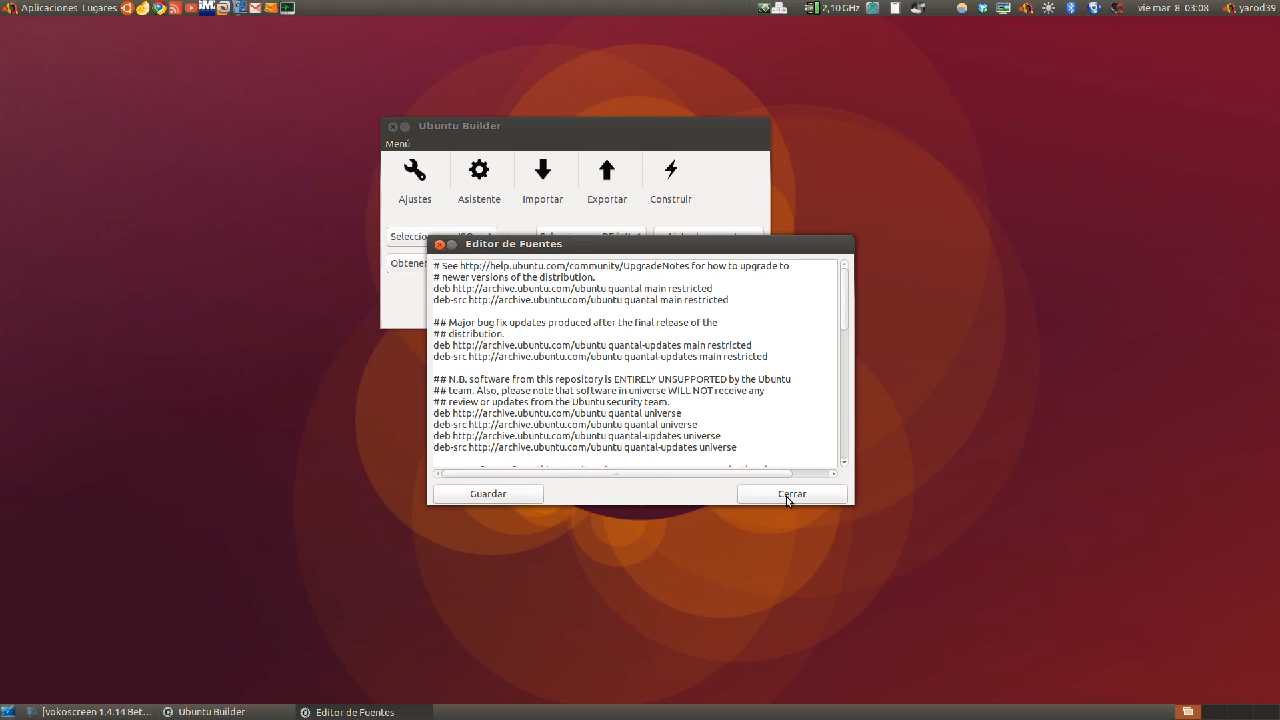 Aplicaciones Lugares
2,10 GHz
vie mar 8, 03:08
yarod39
Ubuntu Builder
Menú
Ajustes
Asistente
Importar
Exportar
Construir
Obtener
Editor de Fuentes
# See http://help.ubuntu.com/community/UpgradeNotes for how to upgrade to
# newer versions of the distribution.
deb http://archive.ubuntu.com/ubuntu quantal main restricted
deb-src http://archive.ubuntu.com/ubuntu quantal main restricted
## Major bug fix updates produced after the final release of the
## distribution.
deb http://archive.ubuntu.com/ubuntu quantal-updates main restricted
deb-src http://archive.ubuntu.com/ubuntu quantal-updates main restricted
## N.B. software from this repository is ENTIRELY UNSUPPORTED by the Ubuntu
## team. Also, please note that software in universe WILL NOT receive any
## review or updates from the Ubuntu security team.
deb http://archive.ubuntu.com/ubuntu quantal universe
deb-src http://archive.ubuntu.com/ubuntu quantal universe
deb http://archive.ubuntu.com/ubuntu quantal-updates universe
deb-src http://archive.ubuntu.com/ubuntu quantal-updates universe
Guardar
Cerrar
[vokoscreen 1.4.14 Bet...
Ubuntu Builder
Editor de Fuentes